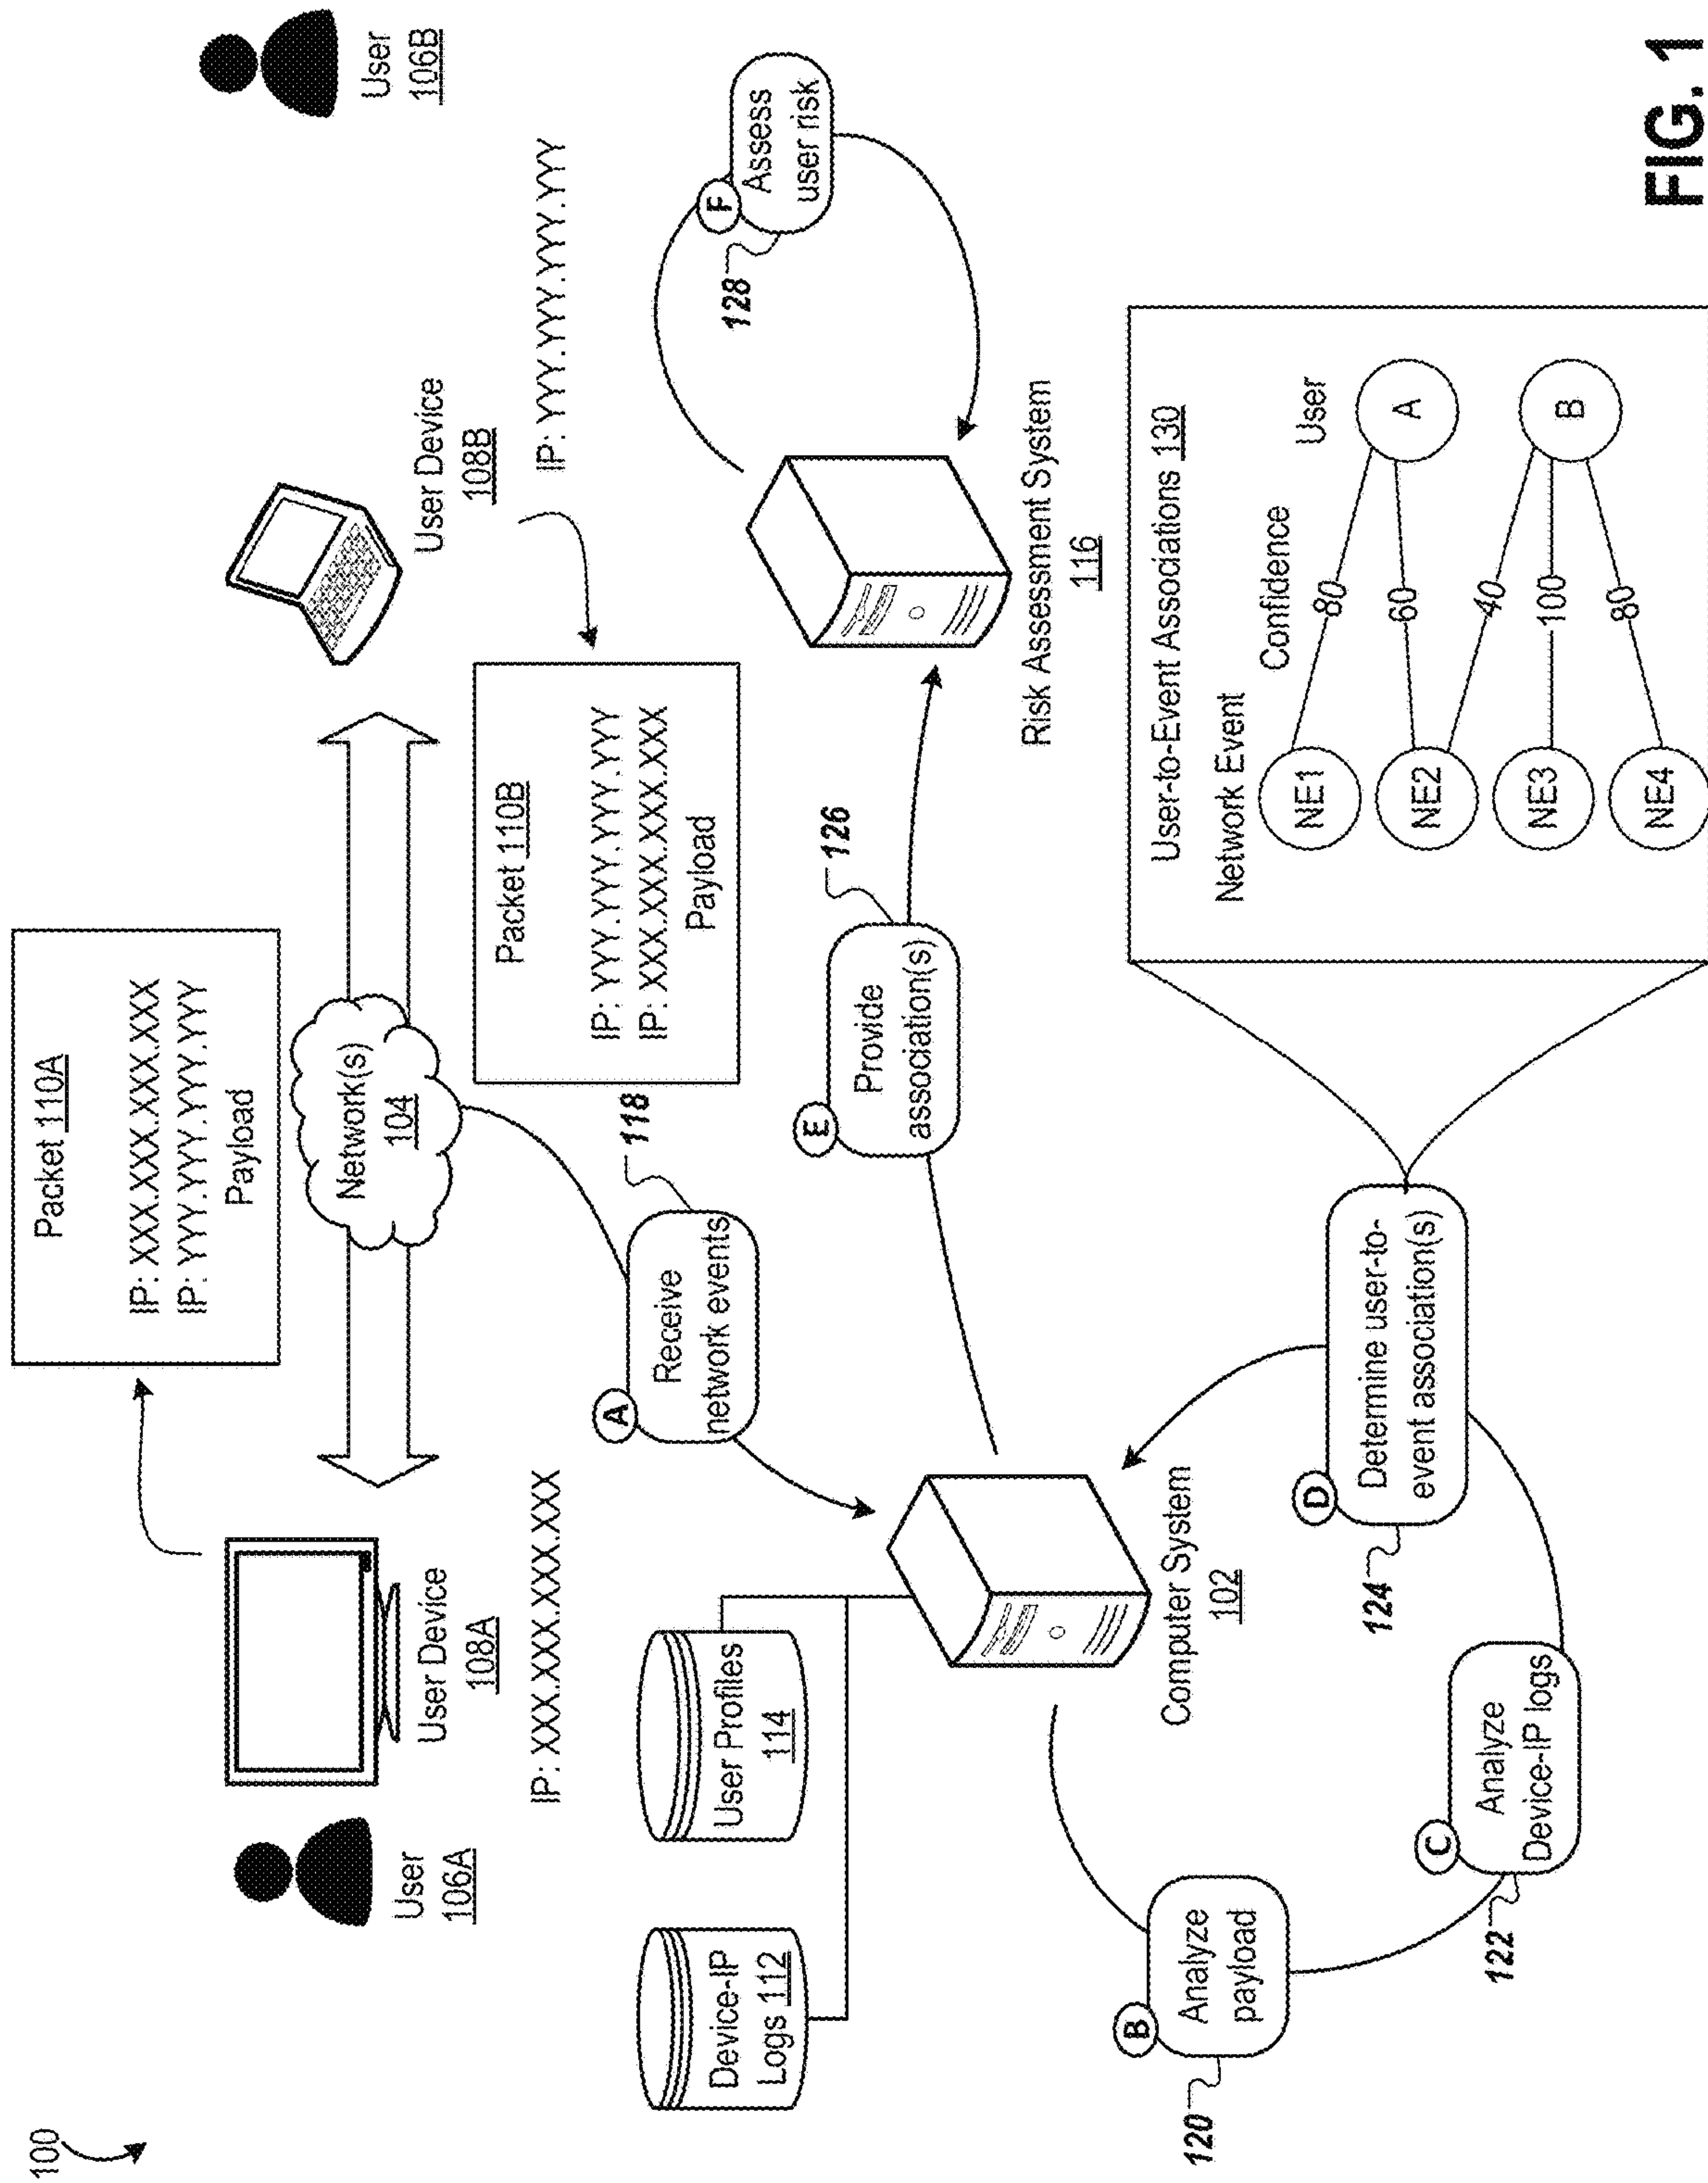 100
Packet 110A
IP: XXX.XXX.XXX.XXX
IP: YYY.YYY.YYY.YYY
Payload
User
106A
User Device
108A
IP: XXX.XXX.XXX.XXX
Network(s)
104
User Device
108B
IP: YYY.YYY.YYY.YYY
User
106B
Packet 110B
IP: YYY.YYY.YYY.YYY
IP: XXX.XXX.XXX.XXX
Payload
Device-IP
Logs 112
User Profiles
114
A
Receive
network events
118
Computer System
102
E
Provide
association(s)
126
Risk Assessment System
116
F
Assess
user risk
128
B
Analyze
payload
120
C
Analyze
Device-IP logs
122
D
Determine user-to-
event association(s)
124
User-to-Event Associations 130
Network Event
Confidence
User
NE1
80
A
NE2
60
40
NE3
100
B
NE4
80
FIG. 1